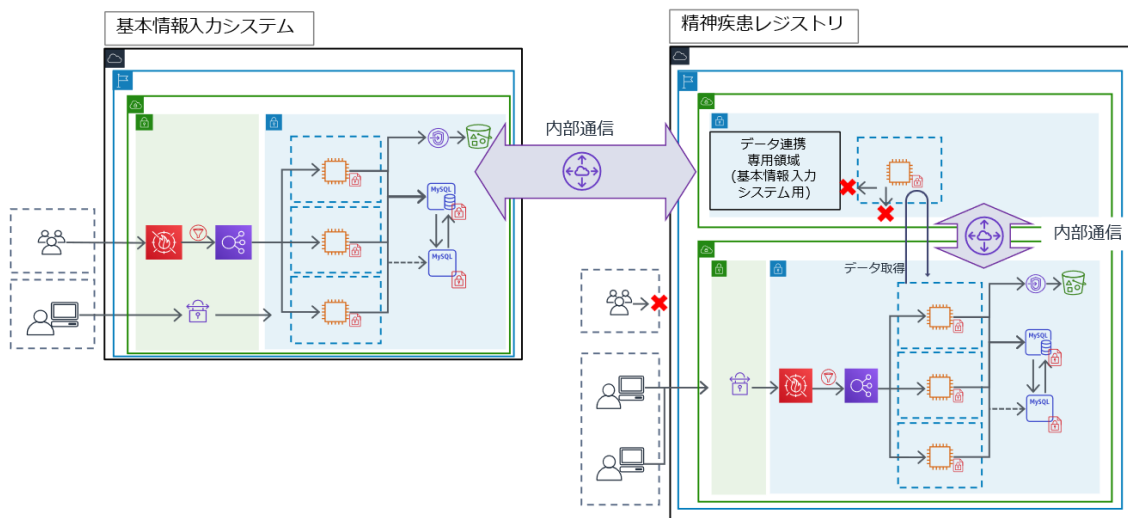 基本情報入力システム
精神疾患レジストリ
内部通信
データ連携
専用領域
(基本情報入力
システム用)
MySQL
MySQL
内部通信
データ取得
MySQL
MySQL